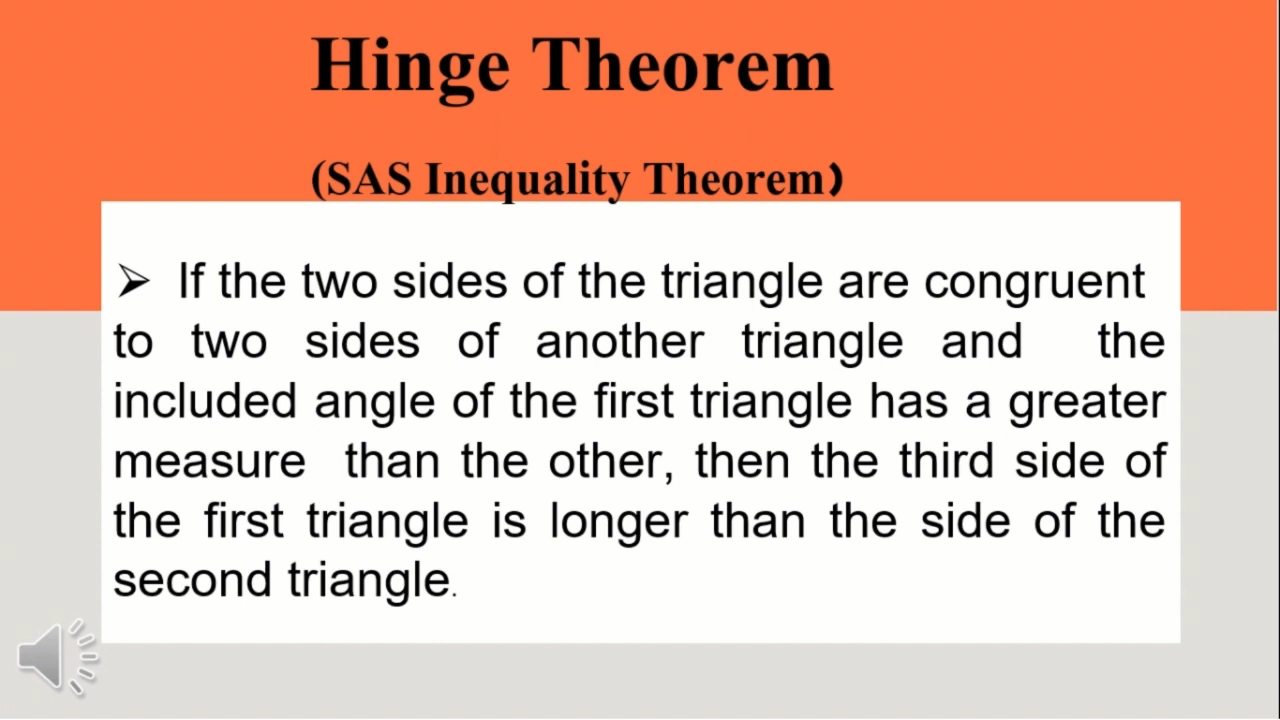 Hinge Theorem
(SAS Inequality Theorem)
➢ If the two sides of the triangle are congruent
to two sides of another triangle and the
included angle of the first triangle has a greater
measure than the other, then the third side of
the first triangle is longer than the side of the
second triangle.